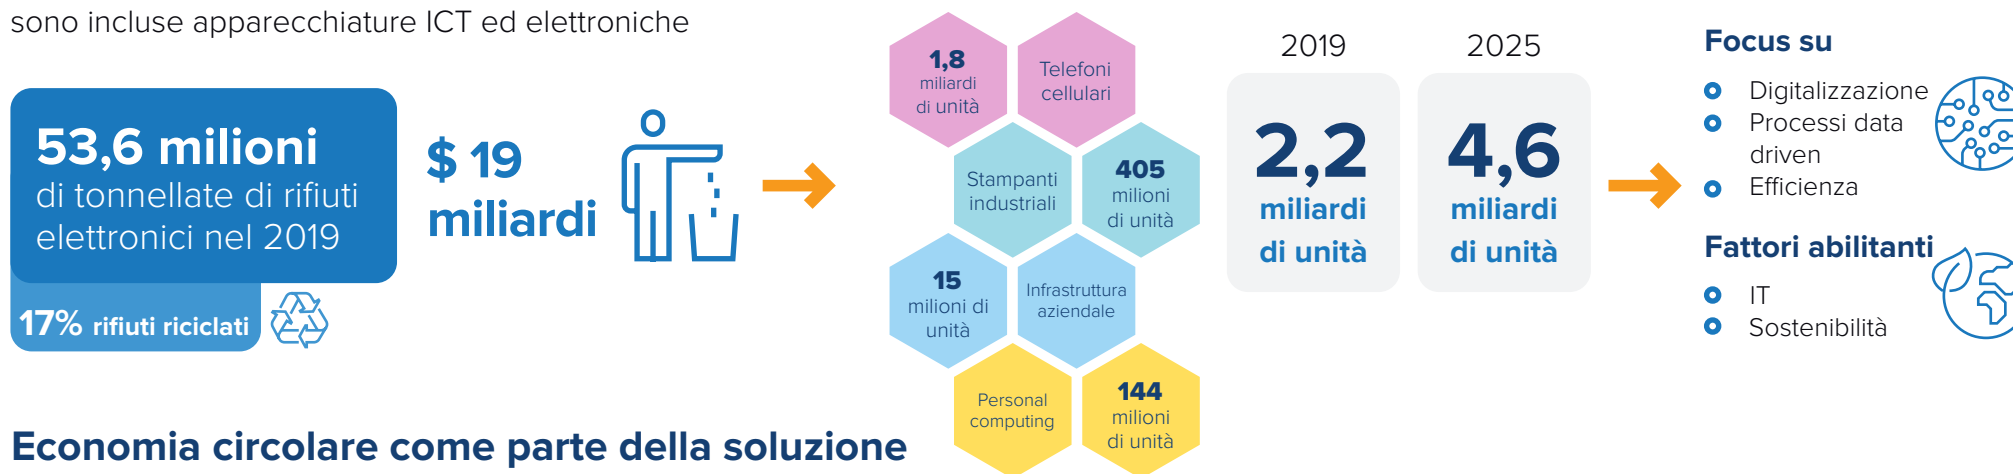 sono incluse apparecchiature ICT ed elettroniche
53,6 milioni
di tonnellate di rifiuti
elettronici nel 2019
17% rifiuti riciclati
$ 19
miliardi
1,8
miliardi
di unità
Telefoni
cellulari
Stampanti
industriali
405
milioni
di unità
15
milioni di
unità
Infrastruttura
aziendale
Personal
computing
144
milioni
di unità
2019
2,2
miliardi
di unità
2025
4,6
miliardi
di unità
Focus su
Digitalizzazione
Processi data
driven
Efficienza
Fattori abilitanti
IT
Sostenibilità
Economia circolare come parte della soluzione